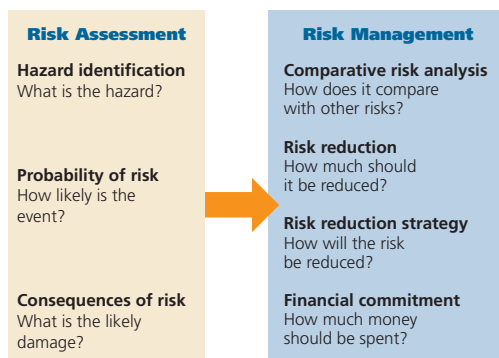 Risk Assessment
Hazard identification
What is the hazard?
Probability of risk
How likely is the
event?
Consequences of risk
What is the likely
damage?
Risk Management
Comparative risk analysis
How does it compare
with other risks?
Risk reduction
How much should
it be reduced?
Risk reduction strategy
How will the risk
be reduced?
Financial commitment
How much money
should be spent?